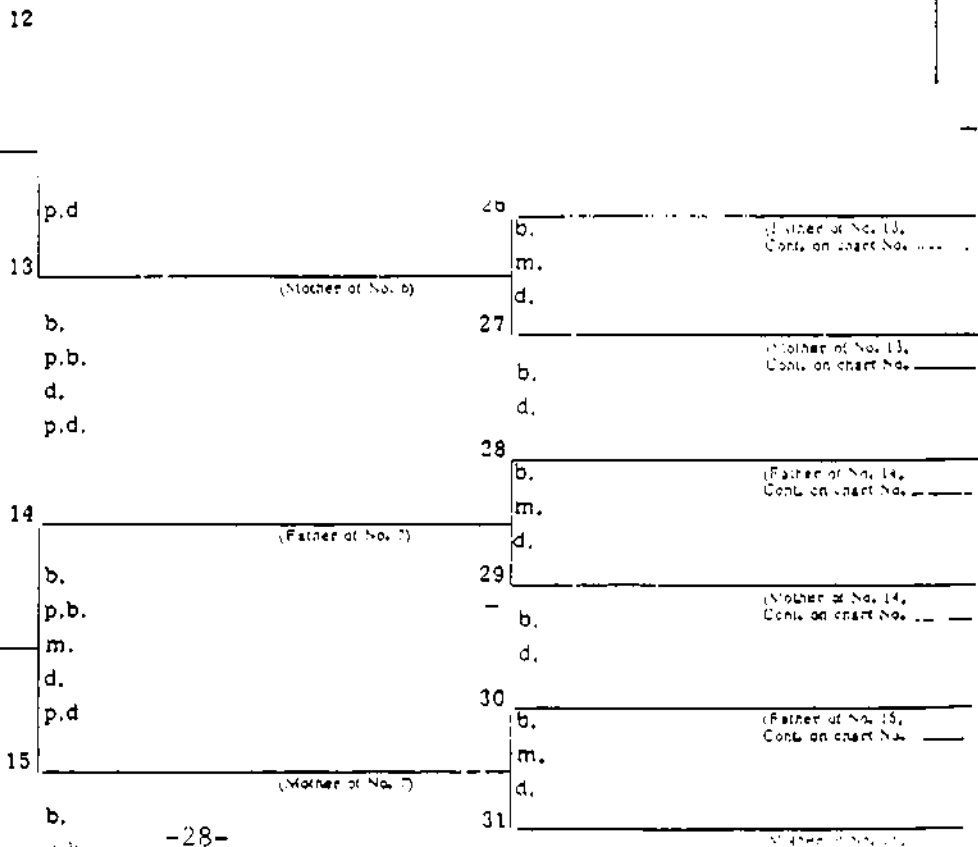 12
p.d
26
b.
(Father of No. 13,
Cont. on chart No.
m.
13
(Mother of No. 6)
d.
b.
27
(Mother of No. 13,
Cont. on chart No.
p.b.
b.
d.
d.
p.d.
28
b.
(Father of No. 14,
Cont. on chart No.
m.
14
(Father of No. 7)
d.
b.
29
(Mother of No. 14,
Cont. on chart No.
p.b.
b.
m.
d.
d.
30
p.d
b.
(Father of No. 15,
Cont. on chart No.
m.
15
(Mother of No. 7)
d.
b.
31
-28-